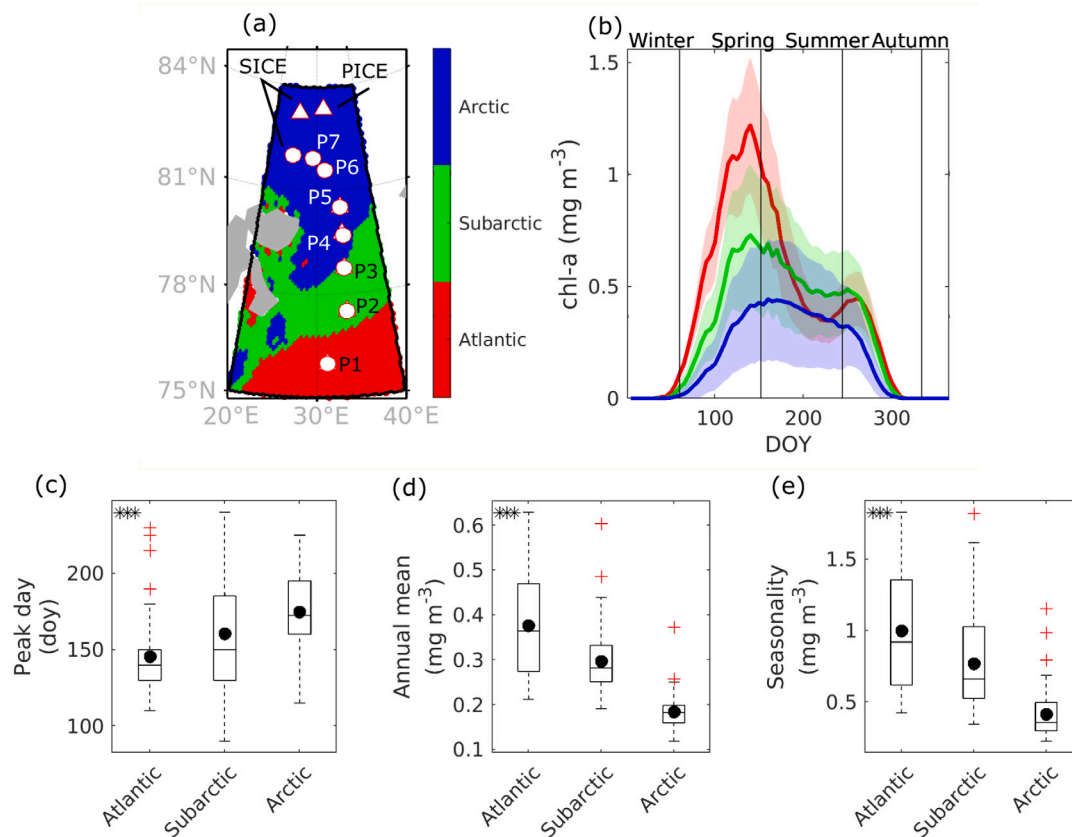 (a)
84°N
81°N
78°N
75°N
20°E 30°E 40°E
SICE PICE
P7
P6
P5
P4
P3
P2
P1
Arctic
Subarctic
Atlantic
(b)
Winter Spring Summer Autumn
chl-a (mg m⁻³)
1.5
1
0.5
0
100 200 300
DOY
(c)
***
Peak day
(doy)
200
150
100
Atlantic Subarctic Arctic
(d)
***
Annual mean
(mg m⁻³)
0.6
0.5
0.4
0.3
0.2
0.1
Atlantic Subarctic Arctic
(e)
***
Seasonality
(mg m⁻³)
1.5
1
0.5
Atlantic Subarctic Arctic